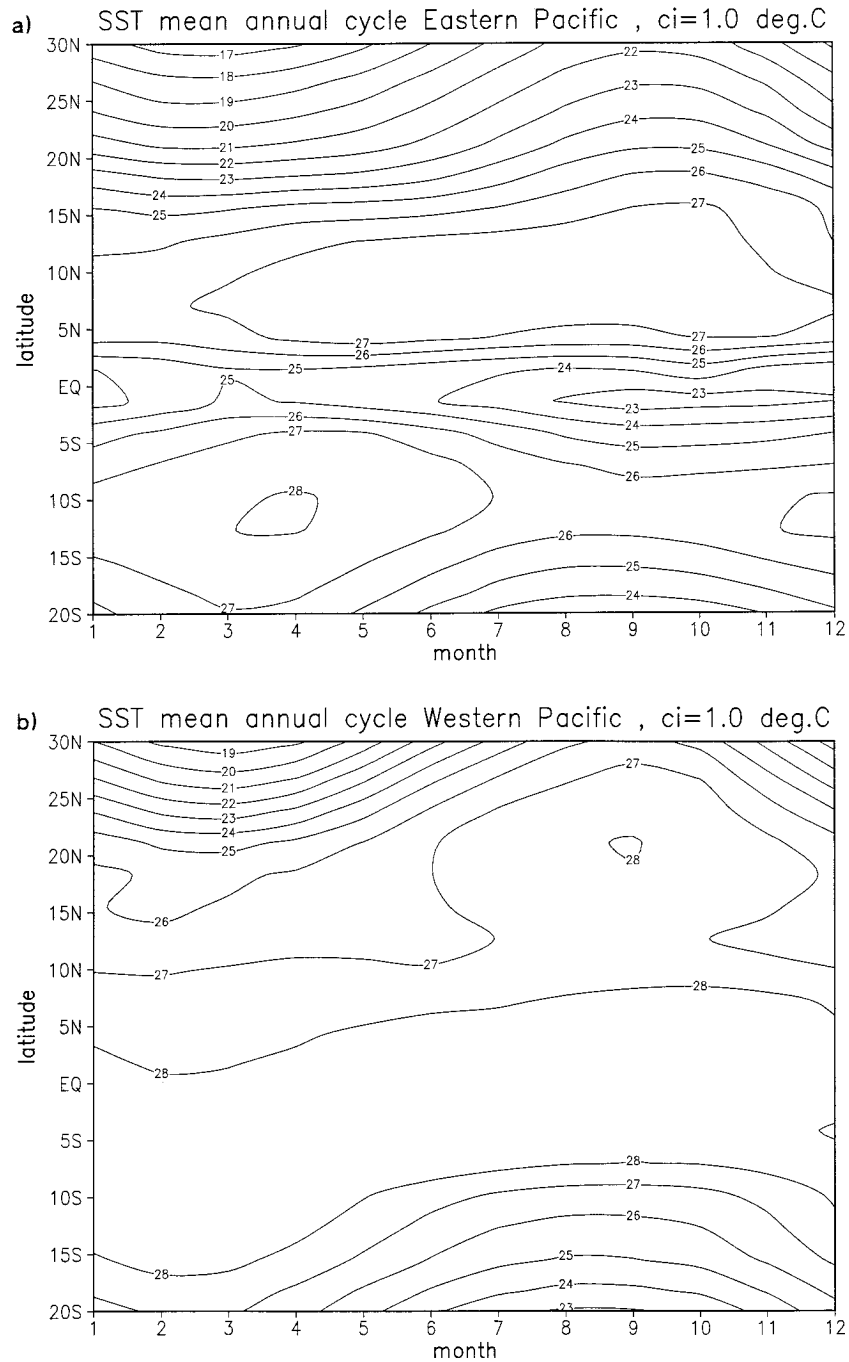 a) SST mean annual cycle Eastern Pacific , ci=1.0 deg.C
30N
17
22
18
25N
23
19
24
20
21
25
20N
22
23
26
24
27
15N
25
10N
latitude
5N
27
27
26
26
25
25
24
EQ
25
23
23
26
24
5S
27
25
26
28
10S
26
15S
25
24
27
20S
1 2 3 4 5 6 7 8 9 10 11 12
month
b) SST mean annual cycle Western Pacific , ci=1.0 deg.C
30N
19
27
20
21
25N
22
23
24
28
20N
25
15N
26
10N
27
27
28
latitude
5N
28
EQ
5S
28
10S
27
26
15S
25
28
24
23
20S
1 2 3 4 5 6 7 8 9 10 11 12
month